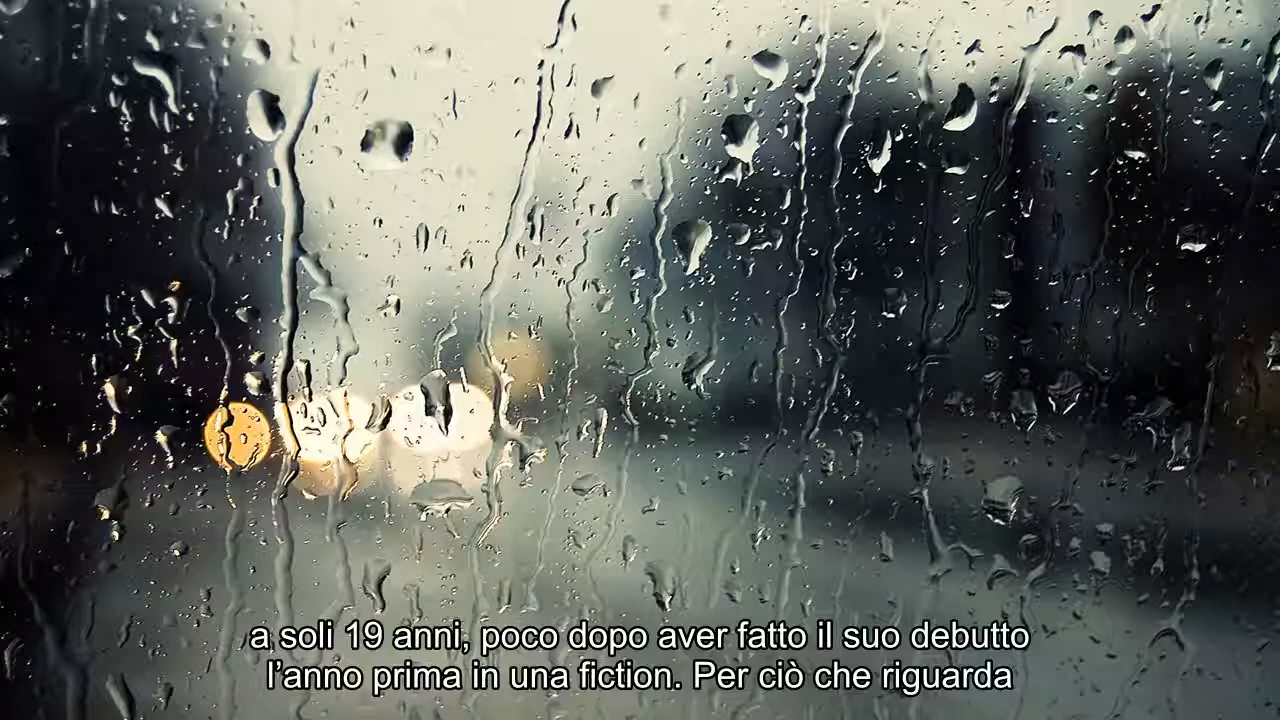 a soli 19 anni, poco dopo aver fatto il suo debutto
l’anno prima in una fiction. Per ciò che riguarda